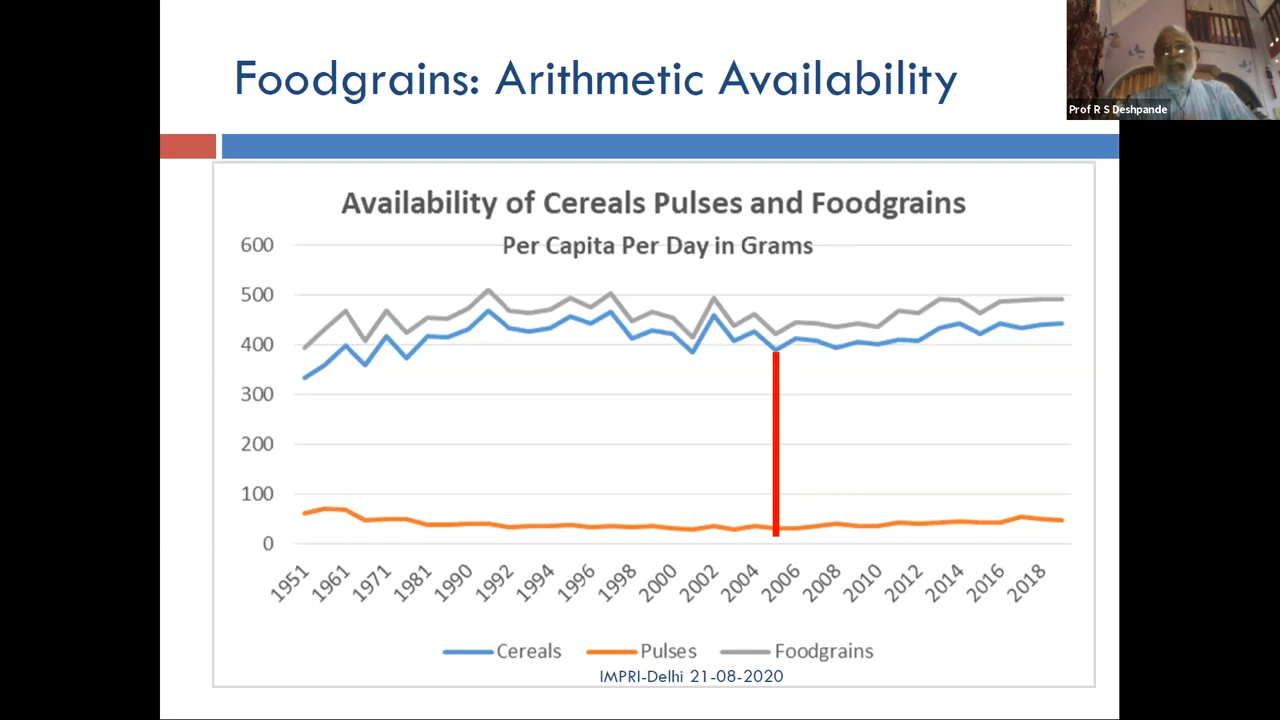 Foodgrains: Arithmetic Availability
Prof R S Deshpande
Availability of Cereals Pulses and Foodgrains
Per Capita Per Day in Grams
600
500
400
300
200
100
0
1951 1961 1971 1981 1990 1992 1994 1996 1998 2000 2002 2004 2006 2008 2010 2012 2014 2016 2018
Cereals Pulses Foodgrains
IMPRI-Delhi 21-08-2020